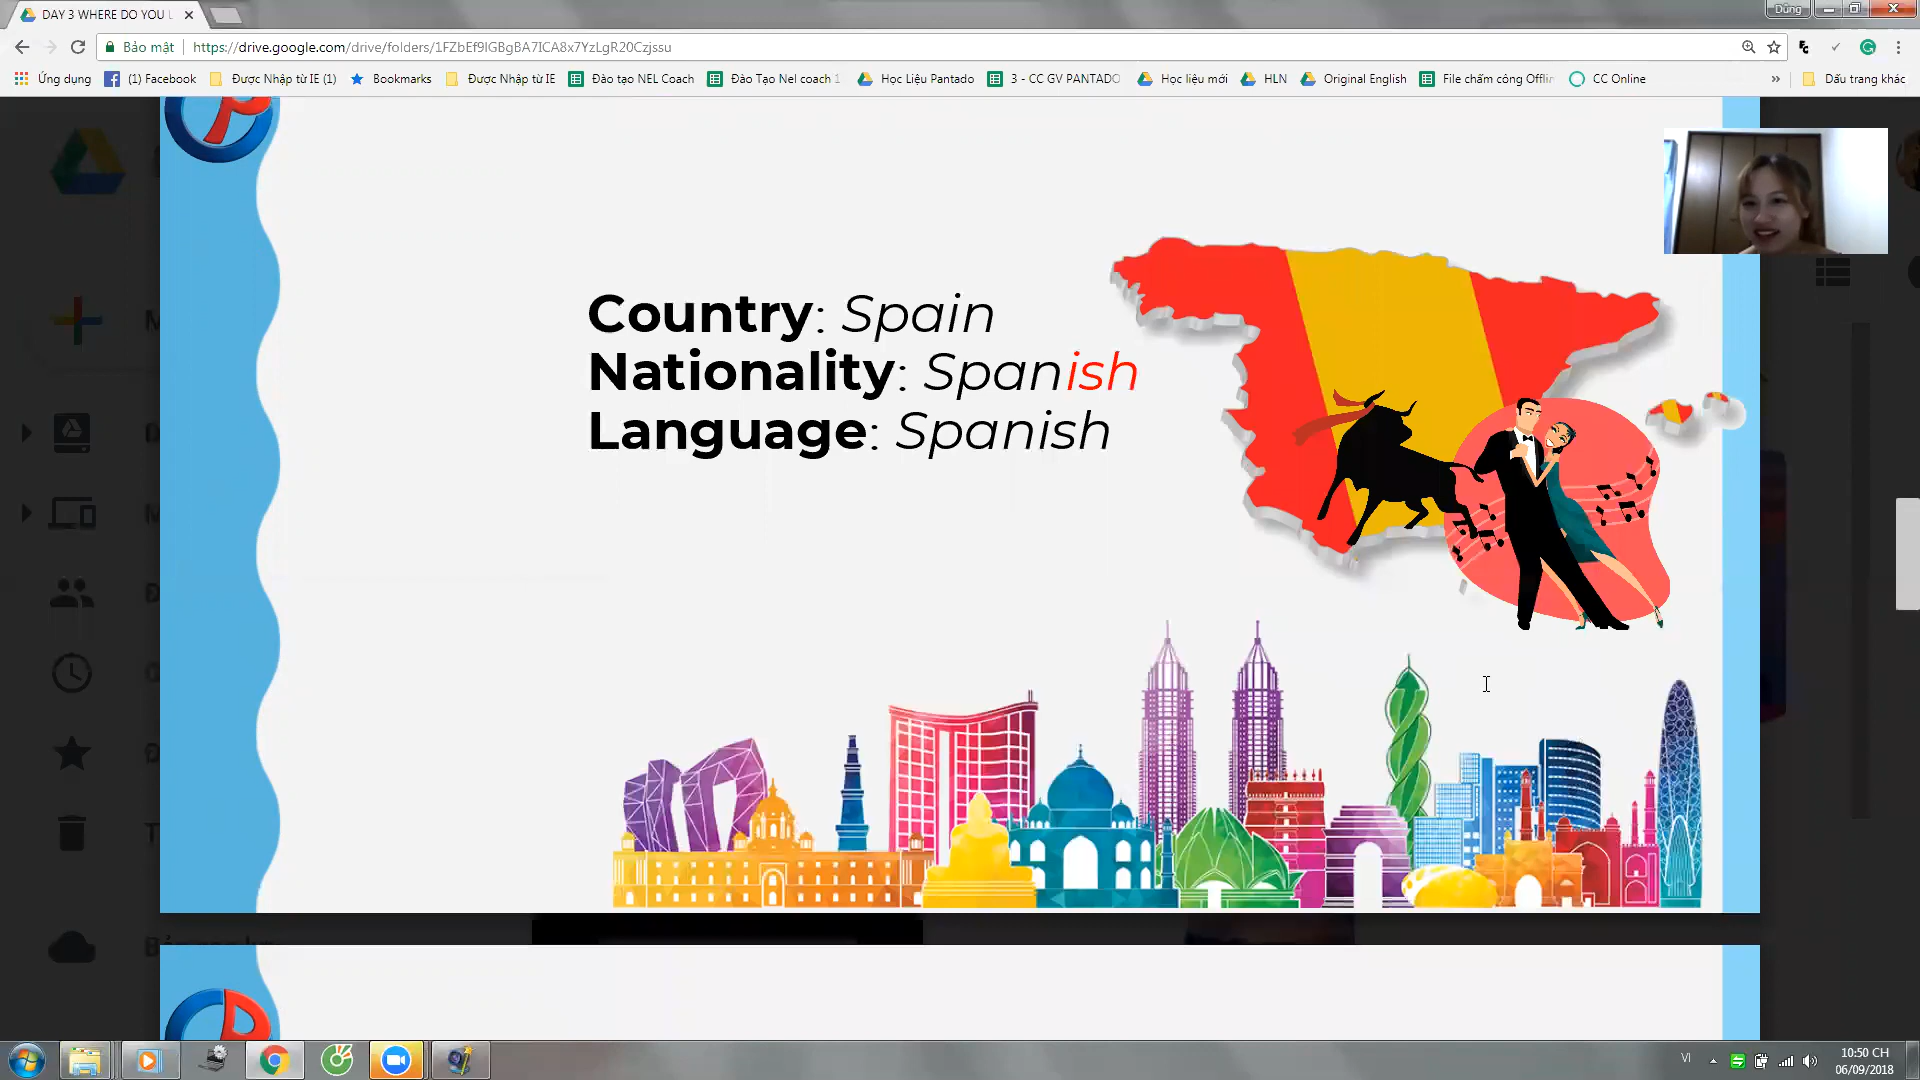 DAY 3 WHERE DO YOU L
Dũng
Bảo mật
https://drive.google.com/drive/folders/1FZbEf9IGBgBA7ICA8x7YzLgR20Czjssu
Ứng dụng
(1) Facebook
Được Nhập từ IE (1)
Bookmarks
Được Nhập từ IE
Đào tạo NEL Coach
Đào Tạo Nel coach 1
Học Liệu Pantado
3 - CC GV PANTADO
Học liệu mới
HLN
Original English
File chấm công Offlin
CC Online
»
Dấu trang khác
Country: Spain
Nationality: Spanish
Language: Spanish
VI
10:50 CH
06/09/2018